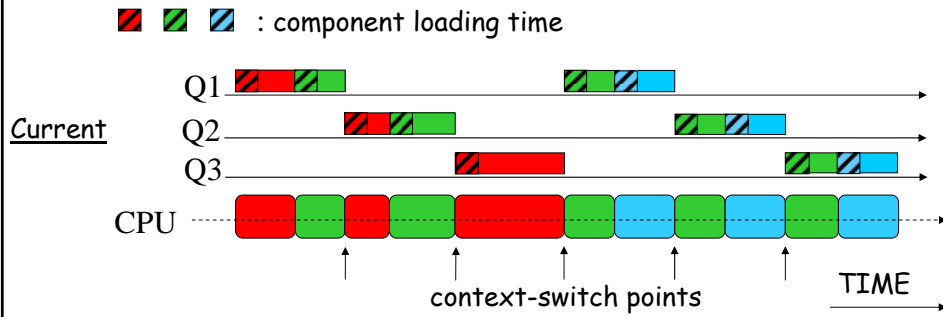 : component loading time
Q1
Current
Q2
Q3
CPU
context-switch points
TIME